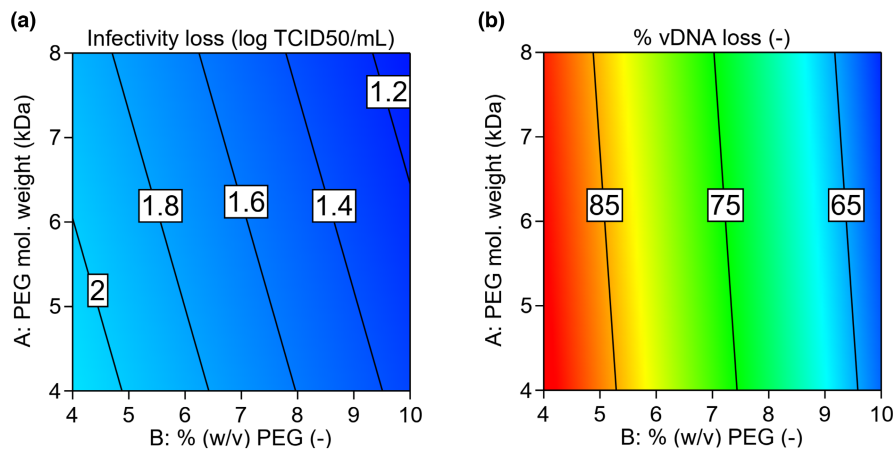 (a)
Infectivity loss (log TCID50/mL)
A: PEG mol. weight (kDa)
8
7
6
5
4
1.2
1.8
1.6
1.4
2
4 5 6 7 8 9 10
B: % (w/v) PEG (-)
(b)
% vDNA loss (-)
A: PEG mol. weight (kDa)
8
7
6
5
4
85
75
65
4 5 6 7 8 9 10
B: % (w/v) PEG (-)